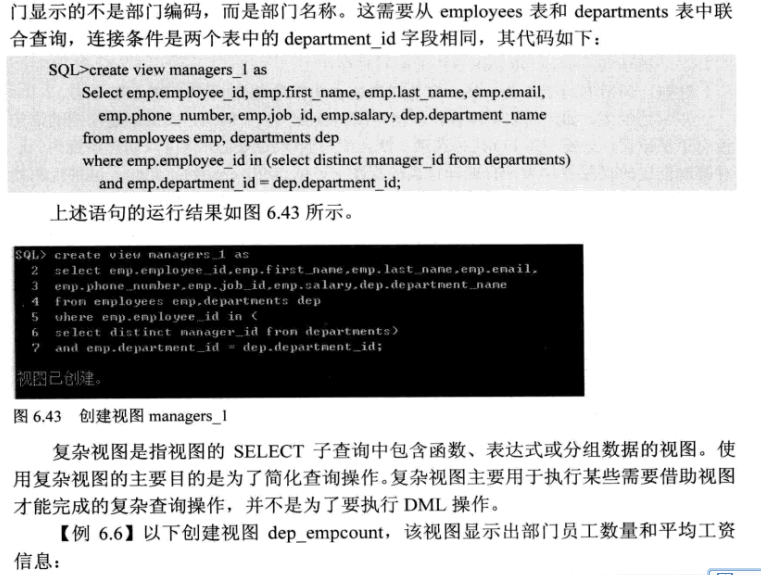 门显示的不是部门编码，而是部门名称。这需要从 employees 表和 departments 表中联
合查询，连接条件是两个表中的 department_id 字段相同，其代码如下：
SQL>create view managers_1 as
Select emp.employee_id, emp.first_name, emp.last_name, emp.email,
emp.phone_number, emp.job_id, emp.salary, dep.department_name
from employees emp, departments dep
where emp.employee_id in (select distinct manager_id from departments)
and emp.department_id = dep.department_id;
上述语句的运行结果如图 6.43 所示。
SQL> create view managers_1 as
2 select emp.employee_id,emp.first_name,emp.last_name,emp.email,
3 emp.phone_number,emp.job_id,emp.salary,dep.department_name
4 from employees emp,departments dep
5 where emp.employee_id in (
6 select distinct manager_id from departments)
7 and emp.department_id = dep.department_id;
视图已创建。
图 6.43 创建视图 managers_1
复杂视图是指视图的 SELECT 子查询中包含函数、表达式或分组数据的视图。使
用复杂视图的主要目的是为了简化查询操作。复杂视图主要用于执行某些需要借助视图
才能完成的复杂查询操作，并不是为了要执行 DML 操作。
【例 6.6】以下创建视图 dep_empcount，该视图显示出部门员工数量和平均工资
信息：